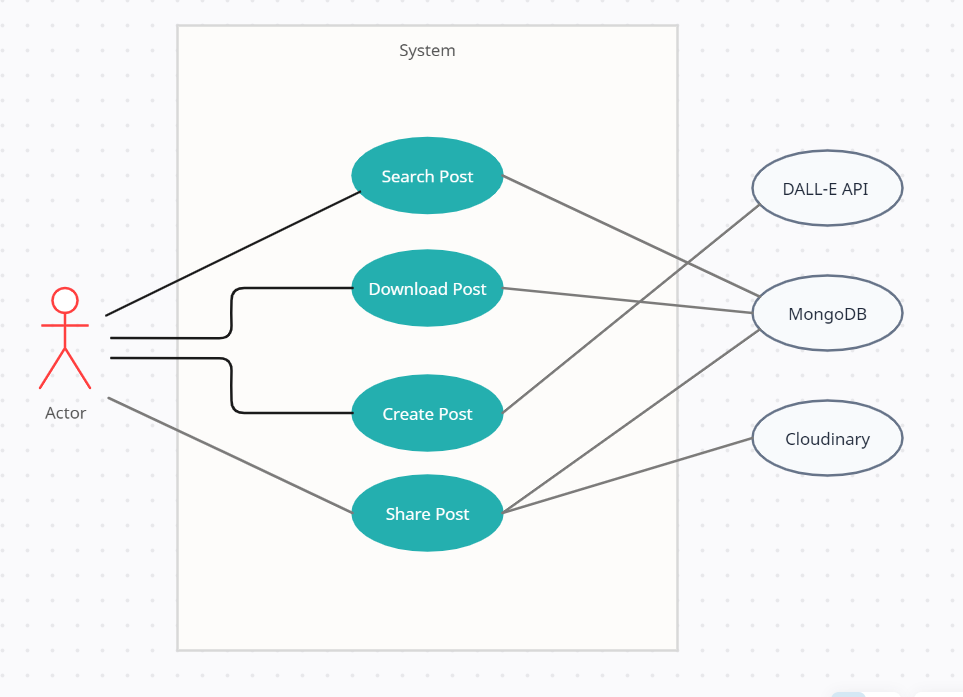 System
Search Post
DALL-E API
Download Post
MongoDB
Actor
Create Post
Cloudinary
Share Post